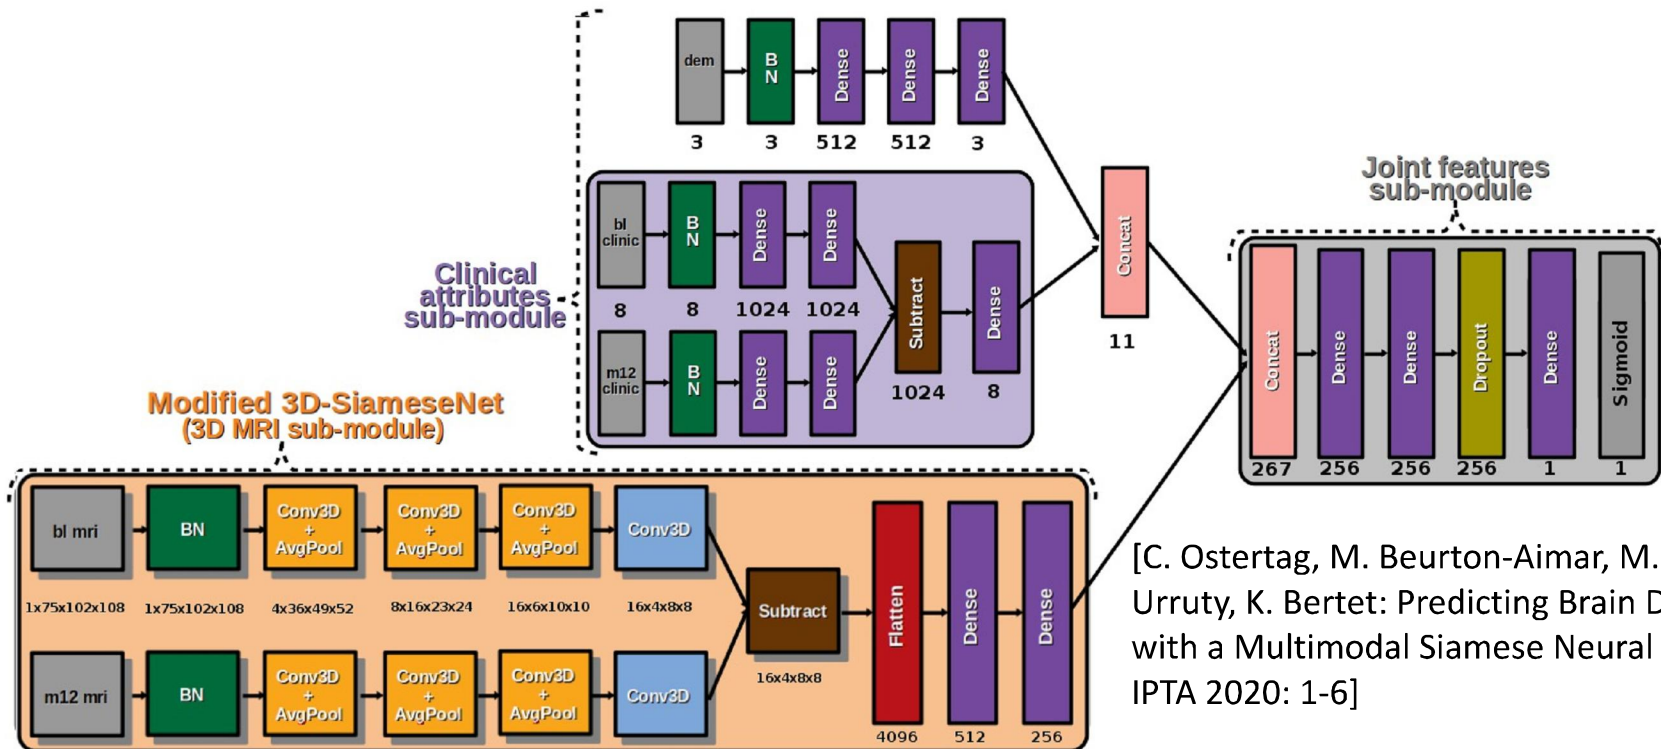 dem
B
N
Dense
Dense
Dense
3
3
512
512
3
Clinical
attributes
sub-module
bl
clinic
B
N
Dense
Dense
8
8
1024
1024
m12
clinic
B
N
Dense
Dense
Subtract
1024
Dense
8
Concat
11
Joint features
sub-module
Concat
Dense
Dense
Dropout
Dense
Sigmoid
267
256
256
256
1
1
Modified 3D-SiameseNet
(3D MRI sub-module)
bl mri
BN
Conv3D
+
AvgPool
Conv3D
+
AvgPool
Conv3D
+
AvgPool
Conv3D
1x75x102x108
1x75x102x108
4x36x49x52
8x16x23x24
16x6x10x10
16x4x8x8
m12 mri
BN
Conv3D
+
AvgPool
Conv3D
+
AvgPool
Conv3D
+
AvgPool
Conv3D
Subtract
16x4x8x8
Flatten
Dense
Dense
4096
512
256
[C. Ostertag, M. Beurton-Aimar, M.
Urruty, K. Bertet: Predicting Brain D
with a Multimodal Siamese Neural
IPTA 2020: 1-6]